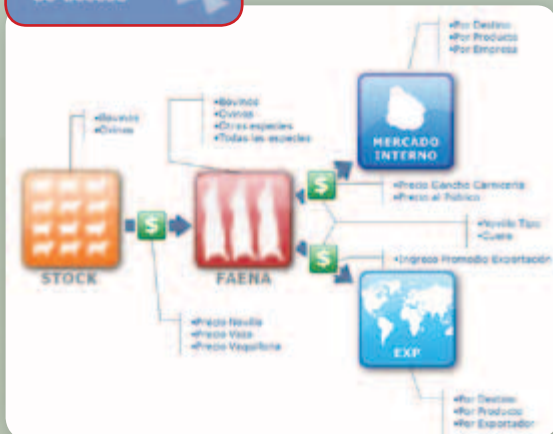 •Por Destino
•Por Producto
•Por Empresa
•Bovinos
•Ovinos
•Bovinos
•Ovinos
•Otras especies
•Todas las especies
MERCADO
INTERNO
$
•Precio Gancho Carnicería
•Precio al Público
$
•Novillo Tipo
•Cuero
STOCK
FAENA
$
•Ingreso Promedio Exportación
•Precio Novillo
•Precio Vaca
•Precio Vaquillona
EXP.
•Por Destino
•Por Producto
•Por Exportador